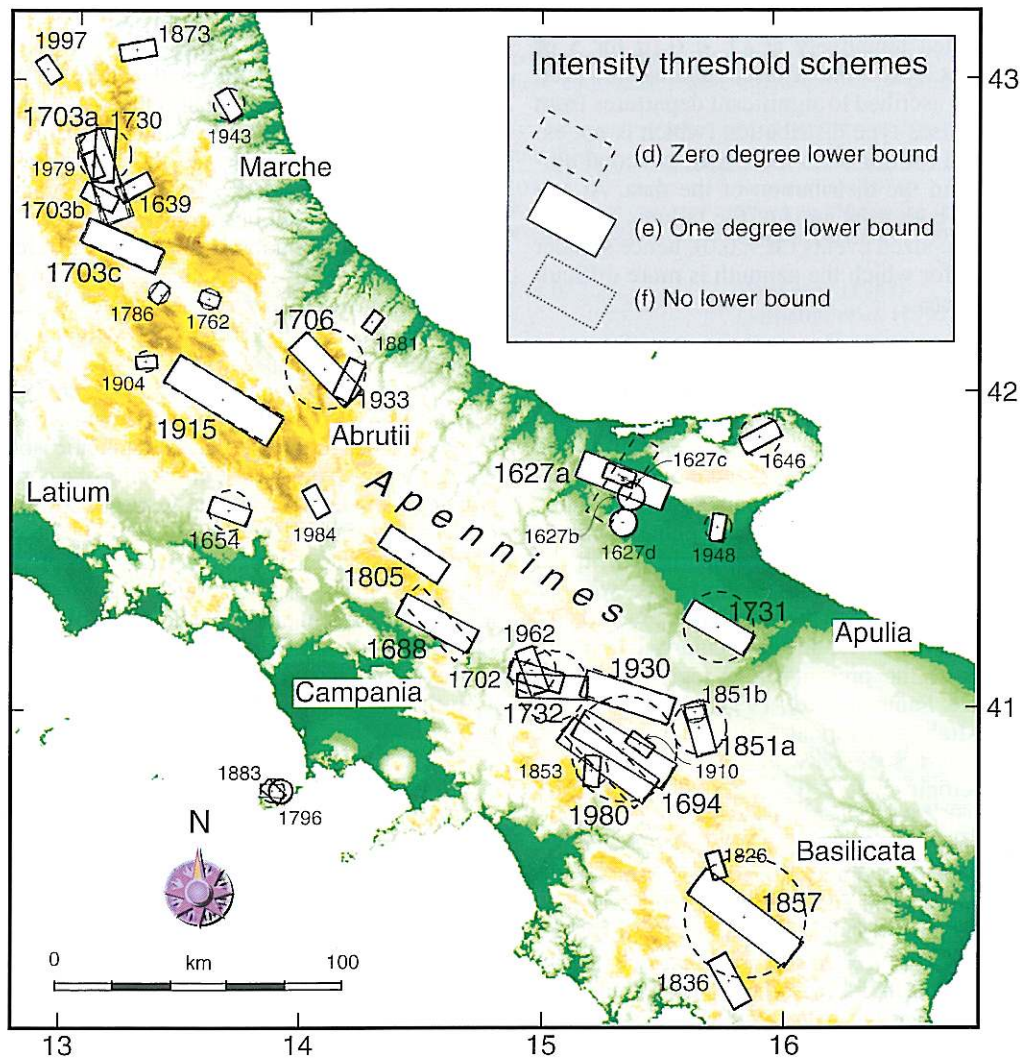 1997
1873
43
Intensity threshold schemes
1703a
1730
1943
(d) Zero degree lower bound
Marche
1979
(e) One degree lower bound
1703b
1639
1703c
(f) No lower bound
1786
1762
1706
1881
1904
1933
42
1915
Abrutii
1627a
1627c
1646
Latium
Apennines
1654
1984
1627b
1627d
1948
1805
1731
1688
1962
Apulia
1702
1930
Campania
1851b
1732
41
1851a
1853
1910
1883
1694
1796
1980
N
1826
Basilicata
1857
0 km 100
1836
13 14 15 16